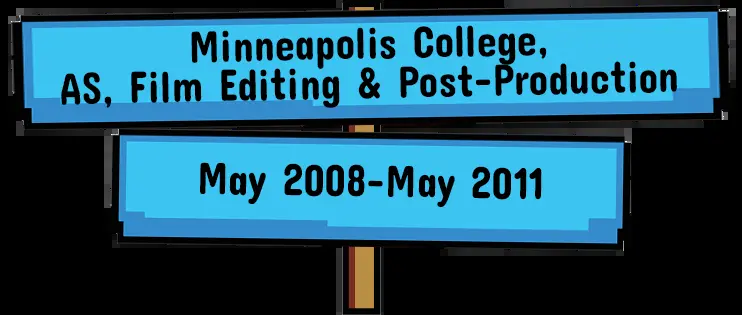 Minneapolis College,
AS, Film Editing & Post-Production
May 2008-May 2011